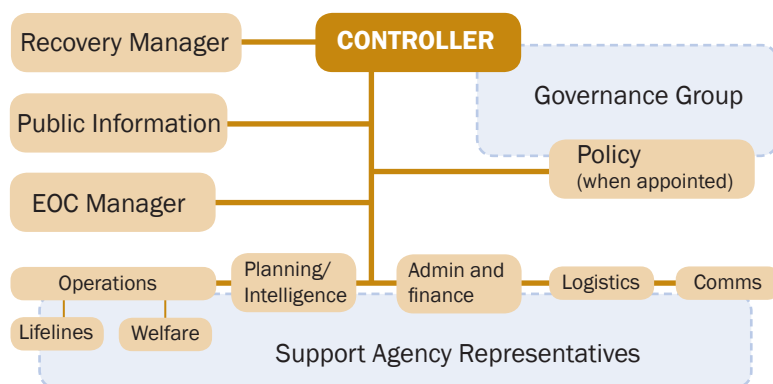 Recovery Manager
CONTROLLER
Governance Group
Public Information
Policy
(when appointed)
EOC Manager
Operations
Planning/
Intelligence
Admin and
finance
Logistics
Comms
Lifelines
Welfare
Support Agency Representatives